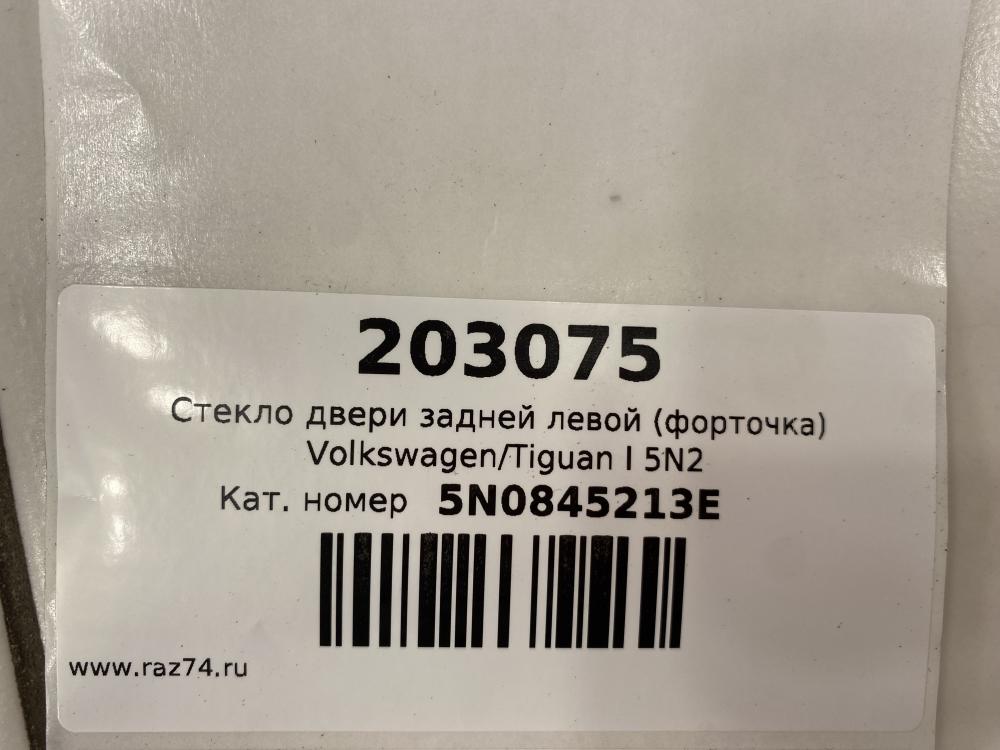 203075
Стекло двери задней левой (форточка)
Volkswagen/Tiguan I 5N2
Кат. номер 5N0845213E
www.raz74.ru